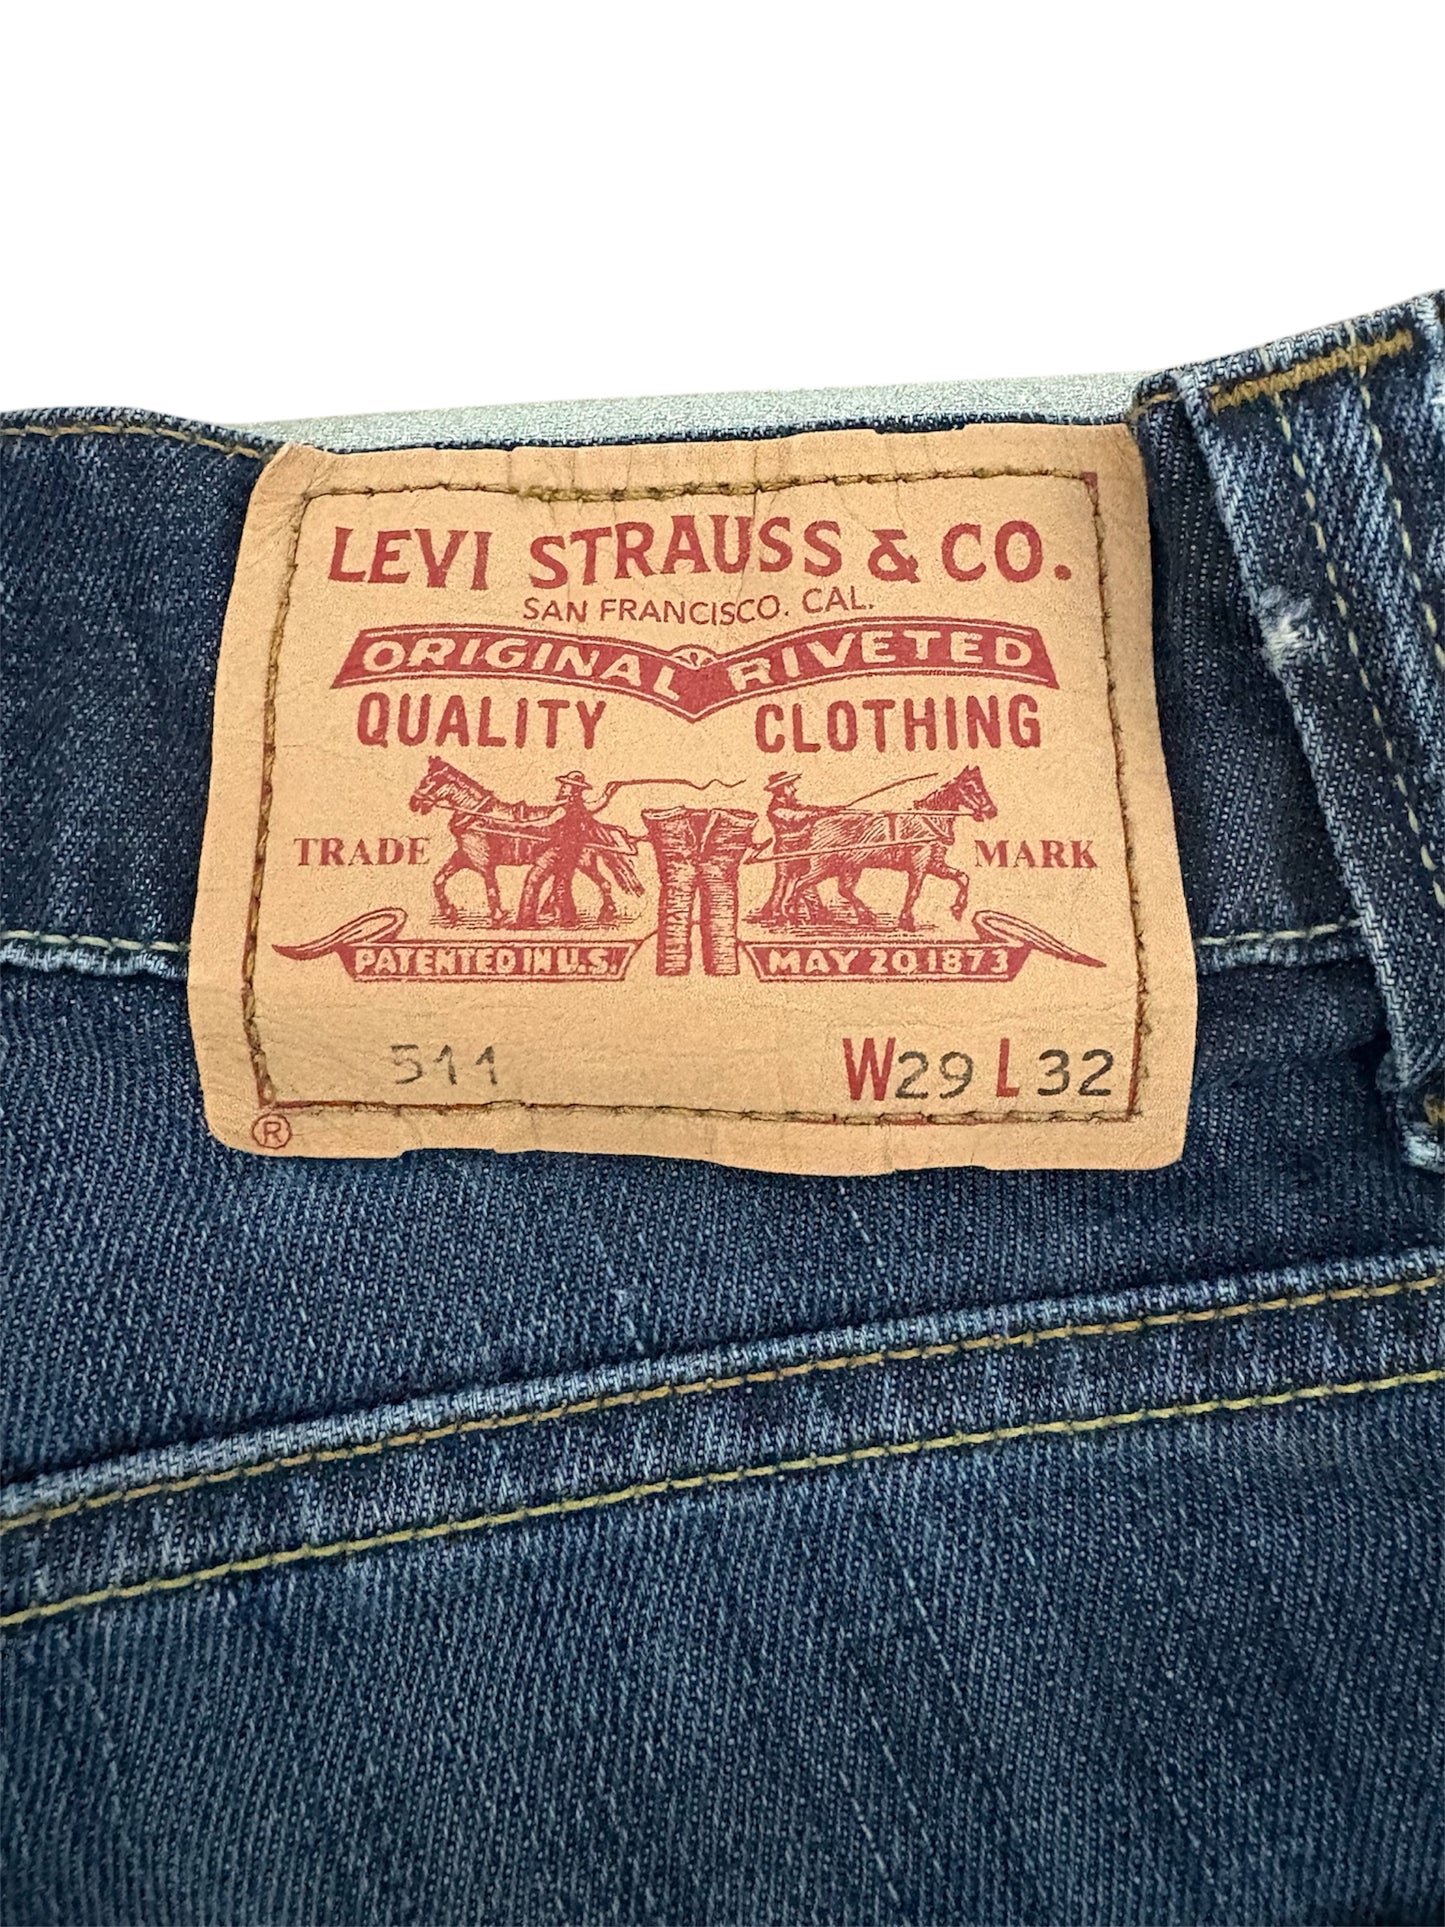 LEVI STRAUSS & CO.
SAN FRANCISCO. CAL.
ORIGINAL RIVETED
QUALITY CLOTHING
TRADE MARK
PATENTED IN U.S. MAY 20 1873
511 W29 L32
®